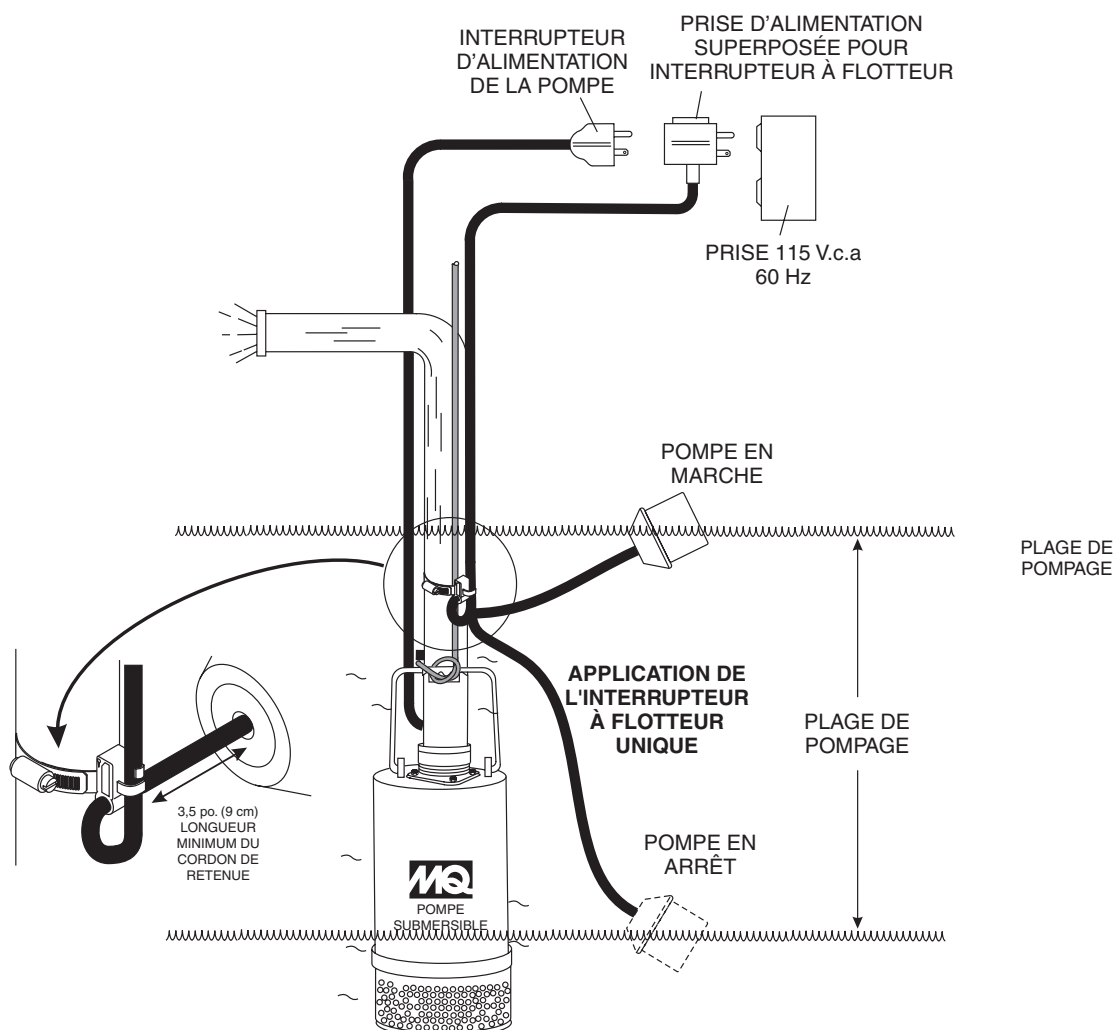 INTERRUPTEUR
D'ALIMENTATION
DE LA POMPE
PRISE D'ALIMENTATION
SUPERPOSÉE POUR
INTERRUPTEUR À FLOTTEUR
PRISE 115 V.c.a
60 Hz
POMPE EN
MARCHE
PLAGE DE
POMPAGE
APPLICATION DE
L'INTERRUPTEUR
À FLOTTEUR
UNIQUE
PLAGE DE
POMPAGE
3,5 po. (9 cm)
LONGUEUR
MINIMUM DU
CORDON DE
RETENUE
POMPE EN
ARRÊT
MQ
POMPE
SUBMERSIBLE